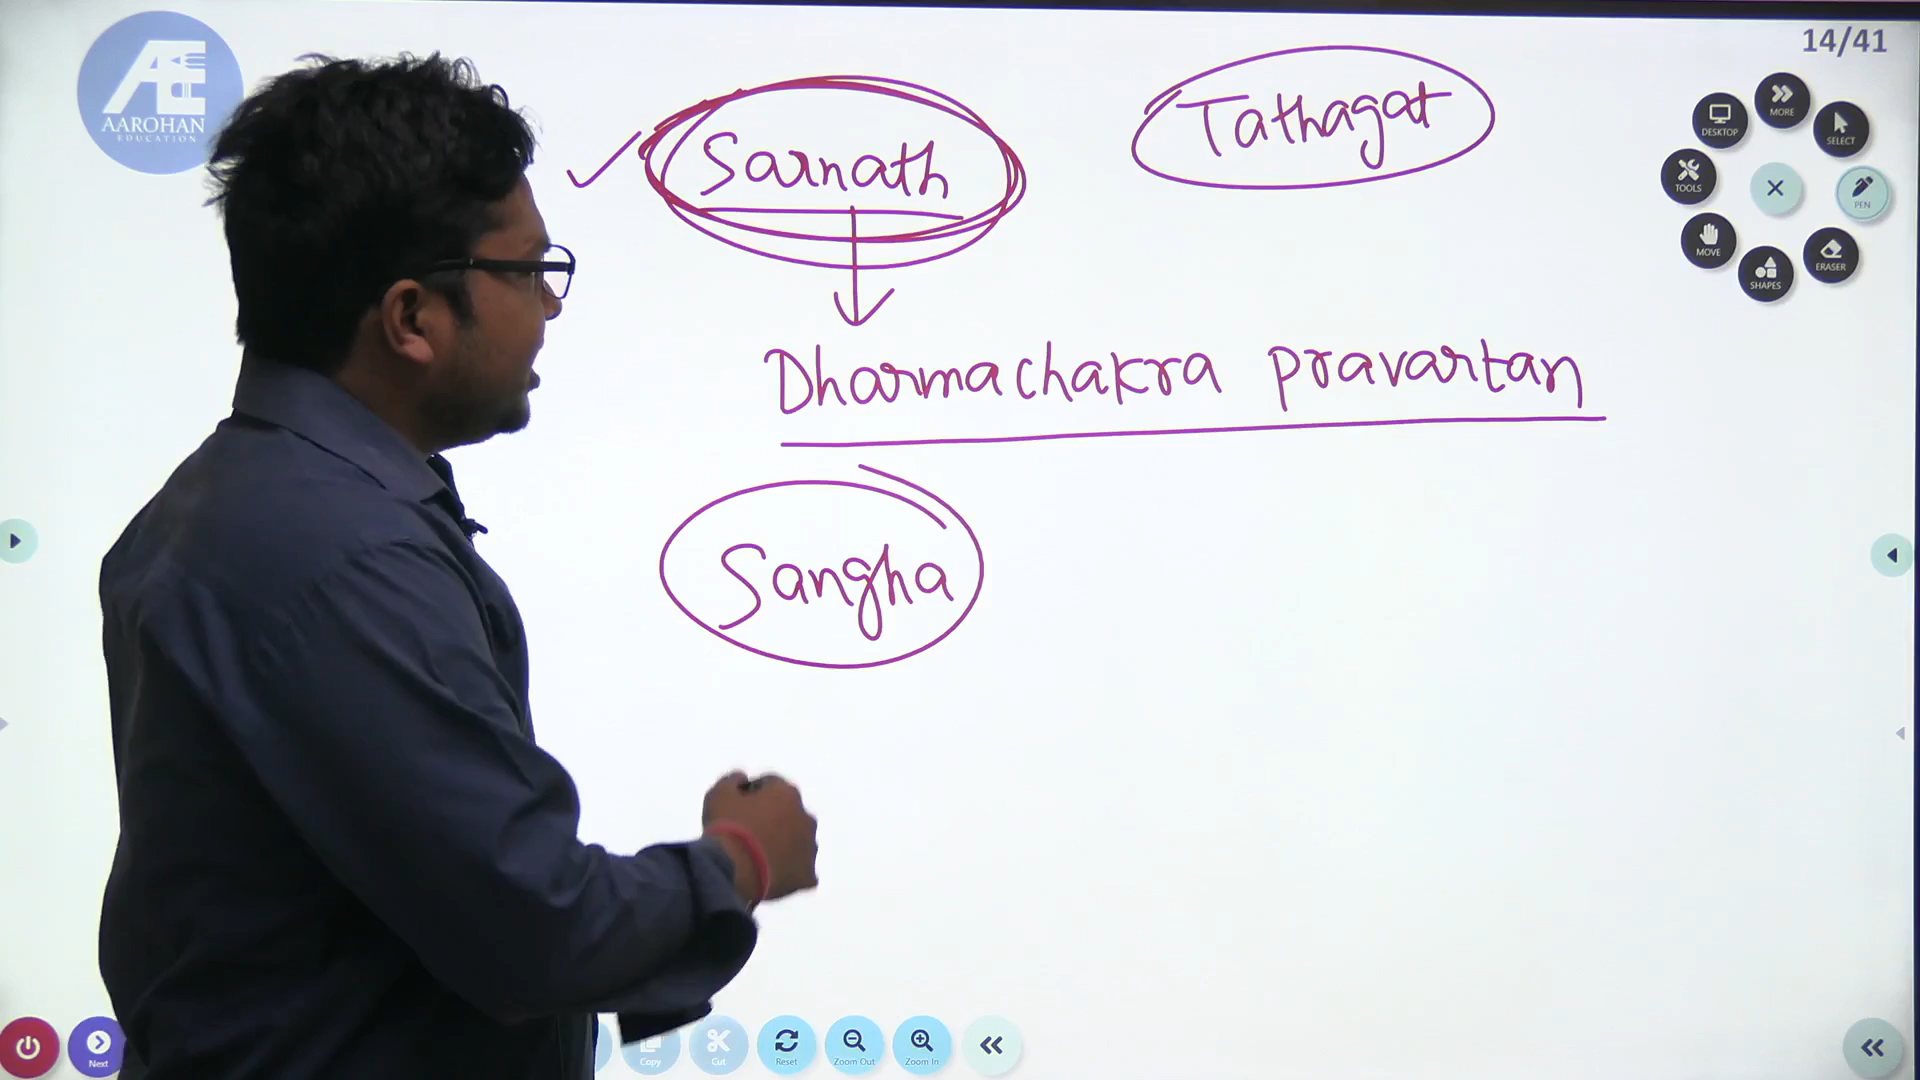 14/41
AE
AAROHAN
EDUCATION
Sarnath
Tathagat
MORE
DESKTOP
SELECT
TOOLS
PEN
MOVE
ERASER
SHAPES
Dharmachakra pravartan
Sangha
Next
Copy
Cut
Reset
Zoom Out
Zoom In